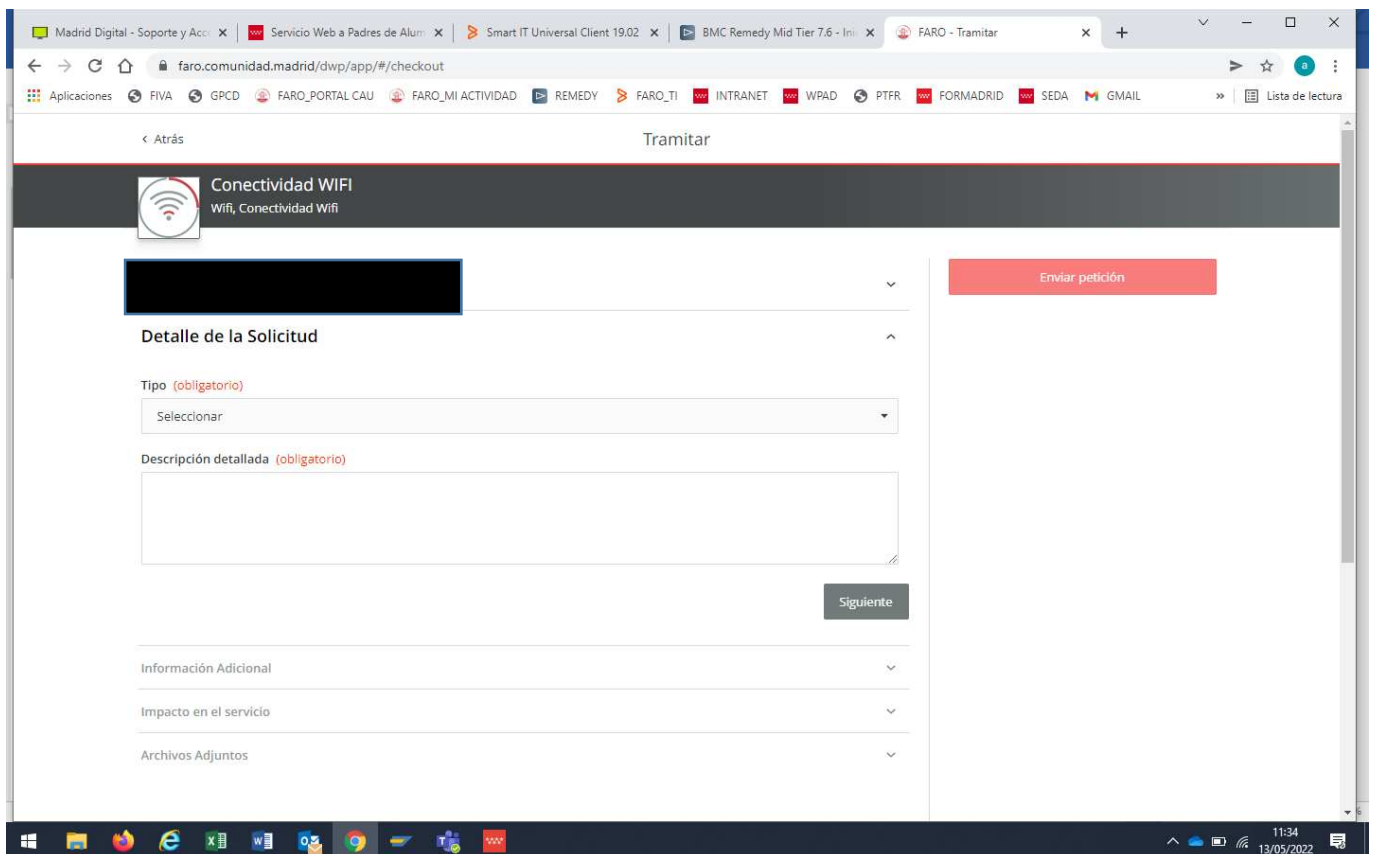 Madrid Digital - Soporte y Acc
Servicio Web a Padres de Alum
Smart IT Universal Client 19.02
BMC Remedy Mid Tier 7.6 - Ini
FARO - Tramitar
faro.comunidad.madrid/dwp/app/#/checkout
a
Aplicaciones FIVA GPCD FARO_PORTAL CAU FARO_MI ACTIVIDAD REMEDY FARO_TI INTRANET WPAD PTFR FORMADRID SEDA GMAIL » Lista de lectura
Atrás
Tramitar
Conectividad WIFI
Wifi, Conectividad Wifi
Enviar petición
Detalle de la Solicitud
Tipo (obligatorio)
Seleccionar
Descripción detallada (obligatorio)
Siguiente
Información Adicional
Impacto en el servicio
Archivos Adjuntos
11:34
13/05/2022